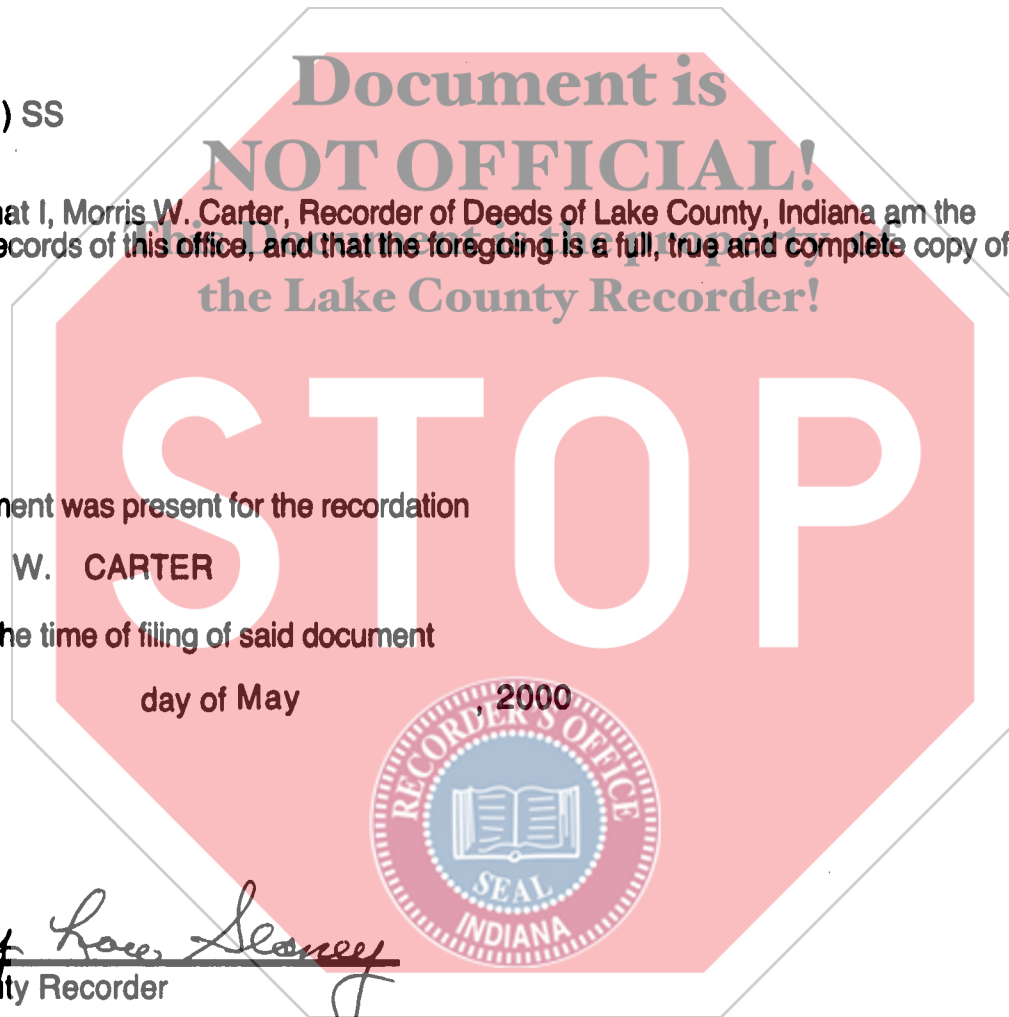 Document is
) SS
NOT OFFICIAL!
at I, Morris W. Carter, Recorder of Deeds of Lake County, Indiana am the
This Document is the property of
ecords of this office, and that the foregoing is a full, true and complete copy of
the Lake County Recorder!
STOP
ent was present for the recordation
W. CARTER
he time of filing of said document
day of May , 2000
RECORDER'S OFFICE
SEAL
INDIANA
ty Recorder